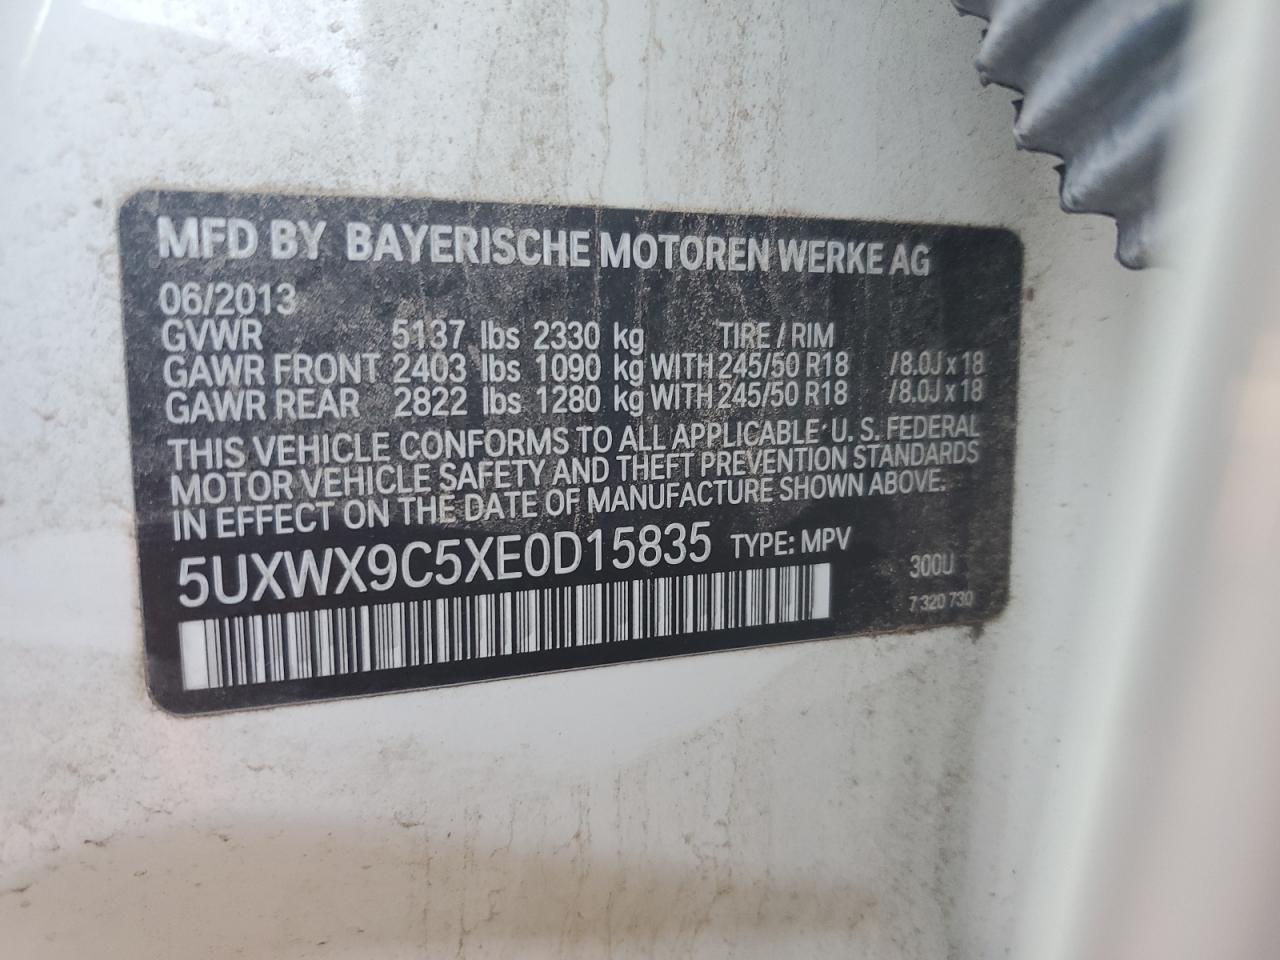 MFD BY BAYERISCHE MOTOREN WERKE AG
06/2013
GVWR 5137 lbs 2330 kg TIRE / RIM
GAWR FRONT 2403 lbs 1090 kg WITH 245/50 R18 /8.0J x 18
GAWR REAR 2822 lbs 1280 kg WITH 245/50 R18 /8.0J x 18
THIS VEHICLE CONFORMS TO ALL APPLICABLE U. S. FEDERAL
MOTOR VEHICLE SAFETY AND THEFT PREVENTION STANDARDS
IN EFFECT ON THE DATE OF MANUFACTURE SHOWN ABOVE.
5UXWX9C5XE0D15835 TYPE: MPV
300U
7 320 730